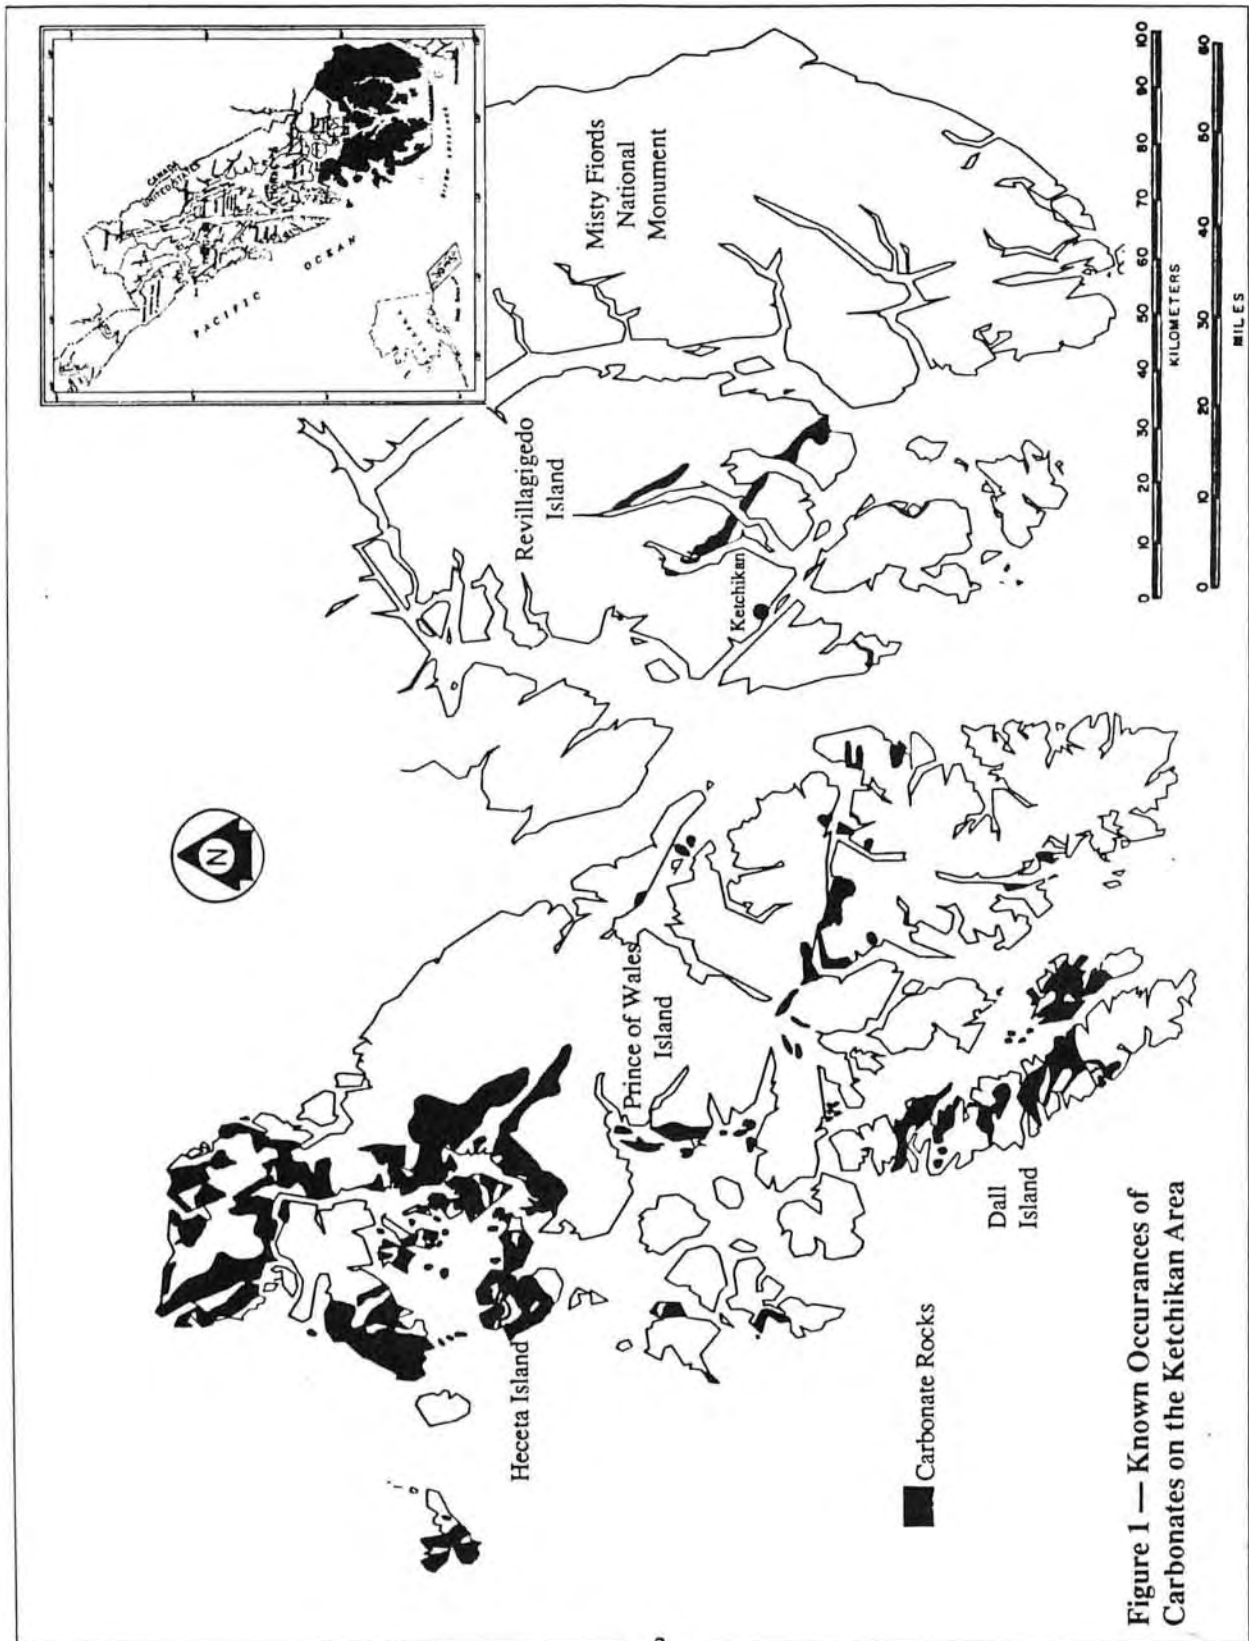 CANADA
UNITED STATES
PACIFIC OCEAN
Misty Fiords
National
Monument
Revillagigedo
Island
Ketchikan
N
Prince of Wales
Island
Heceta Island
Dall
Island
Carbonate Rocks
0 10 20 30 40 50 60 70 80 90 100
KILOMETERS
0 10 20 30 40 50 60
MILES
Figure 1 — Known Occurances of
Carbonates on the Ketchikan Area